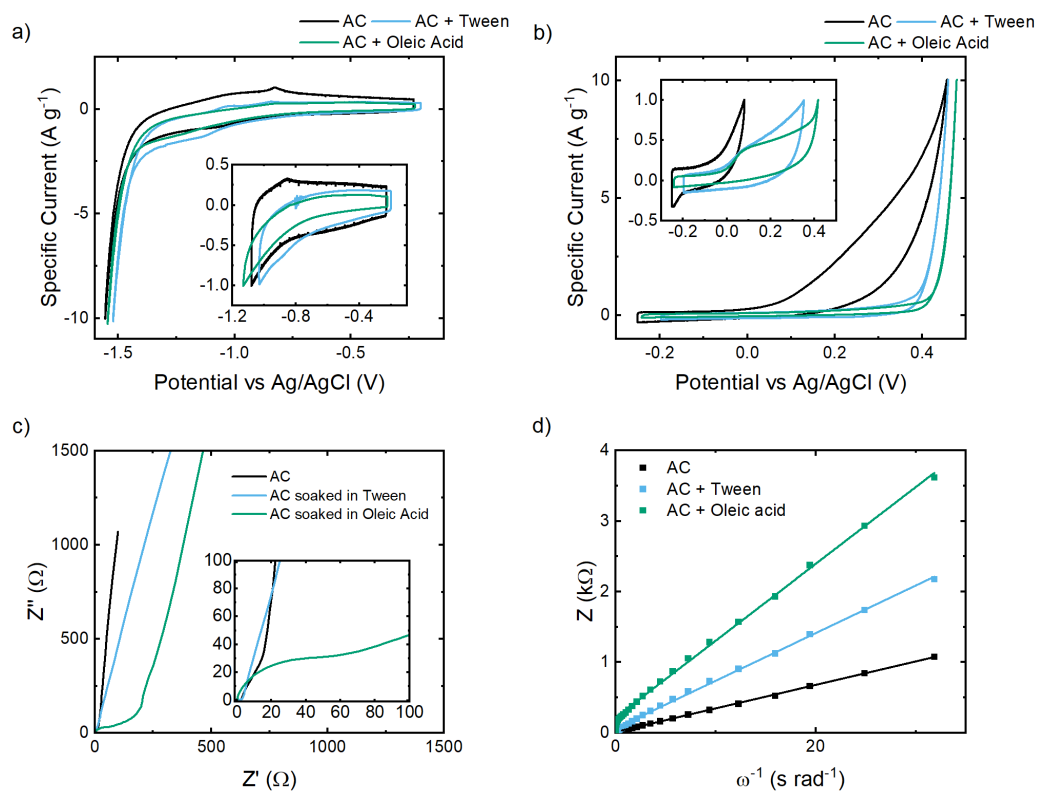 a)
AC AC + Tween
AC + Oleic Acid
Specific Current (A g-1)
0
-5
-10
-1.5 -1.0 -0.5
Potential vs Ag/AgCl (V)
0.5
0.0
-0.5
-1.0
-1.2 -0.8 -0.4
b)
AC AC + Tween
AC + Oleic Acid
Specific Current (A g-1)
10
5
0
-0.2 0.0 0.2 0.4
Potential vs Ag/AgCl (V)
1.0
0.5
0.0
-0.5
-0.2 0.0 0.2 0.4
c)
Z'' (Ω)
1500
1000
500
0
0 500 1000 1500
Z' (Ω)
AC
AC soaked in Tween
AC soaked in Oleic Acid
100
80
60
40
20
0
0 20 40 60 80 100
d)
Z (kΩ)
4
3
2
1
0
0 20
ω-1 (s rad-1)
AC
AC + Tween
AC + Oleic acid